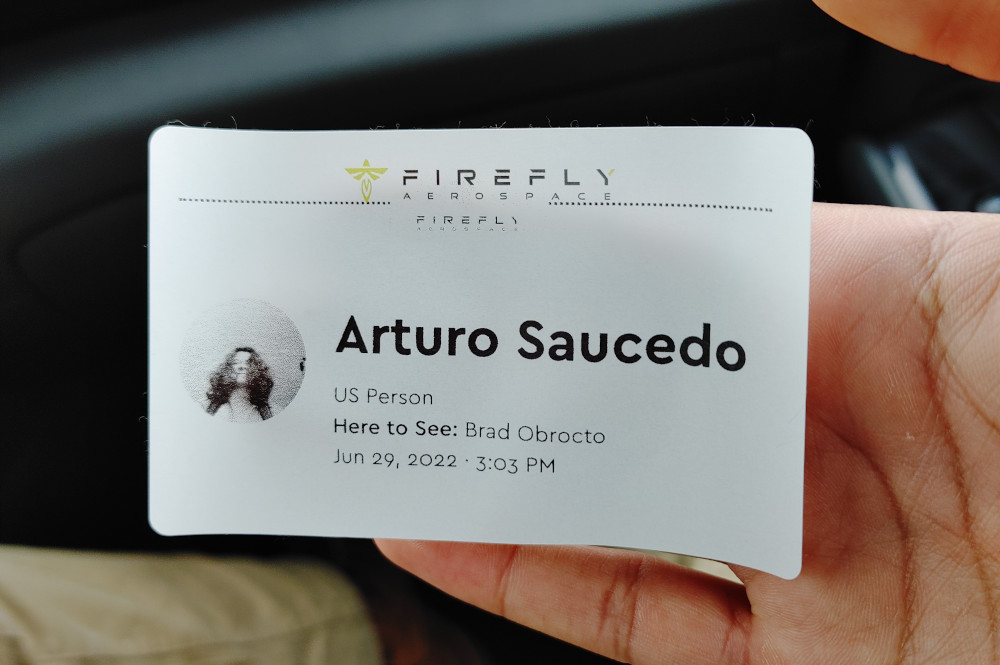 FIREFLY
AEROSPACE
FIREFLY
AEROSPACE
Arturo Saucedo
US Person
Here to See: Brad Obrocto
Jun 29, 2022 · 3:03 PM